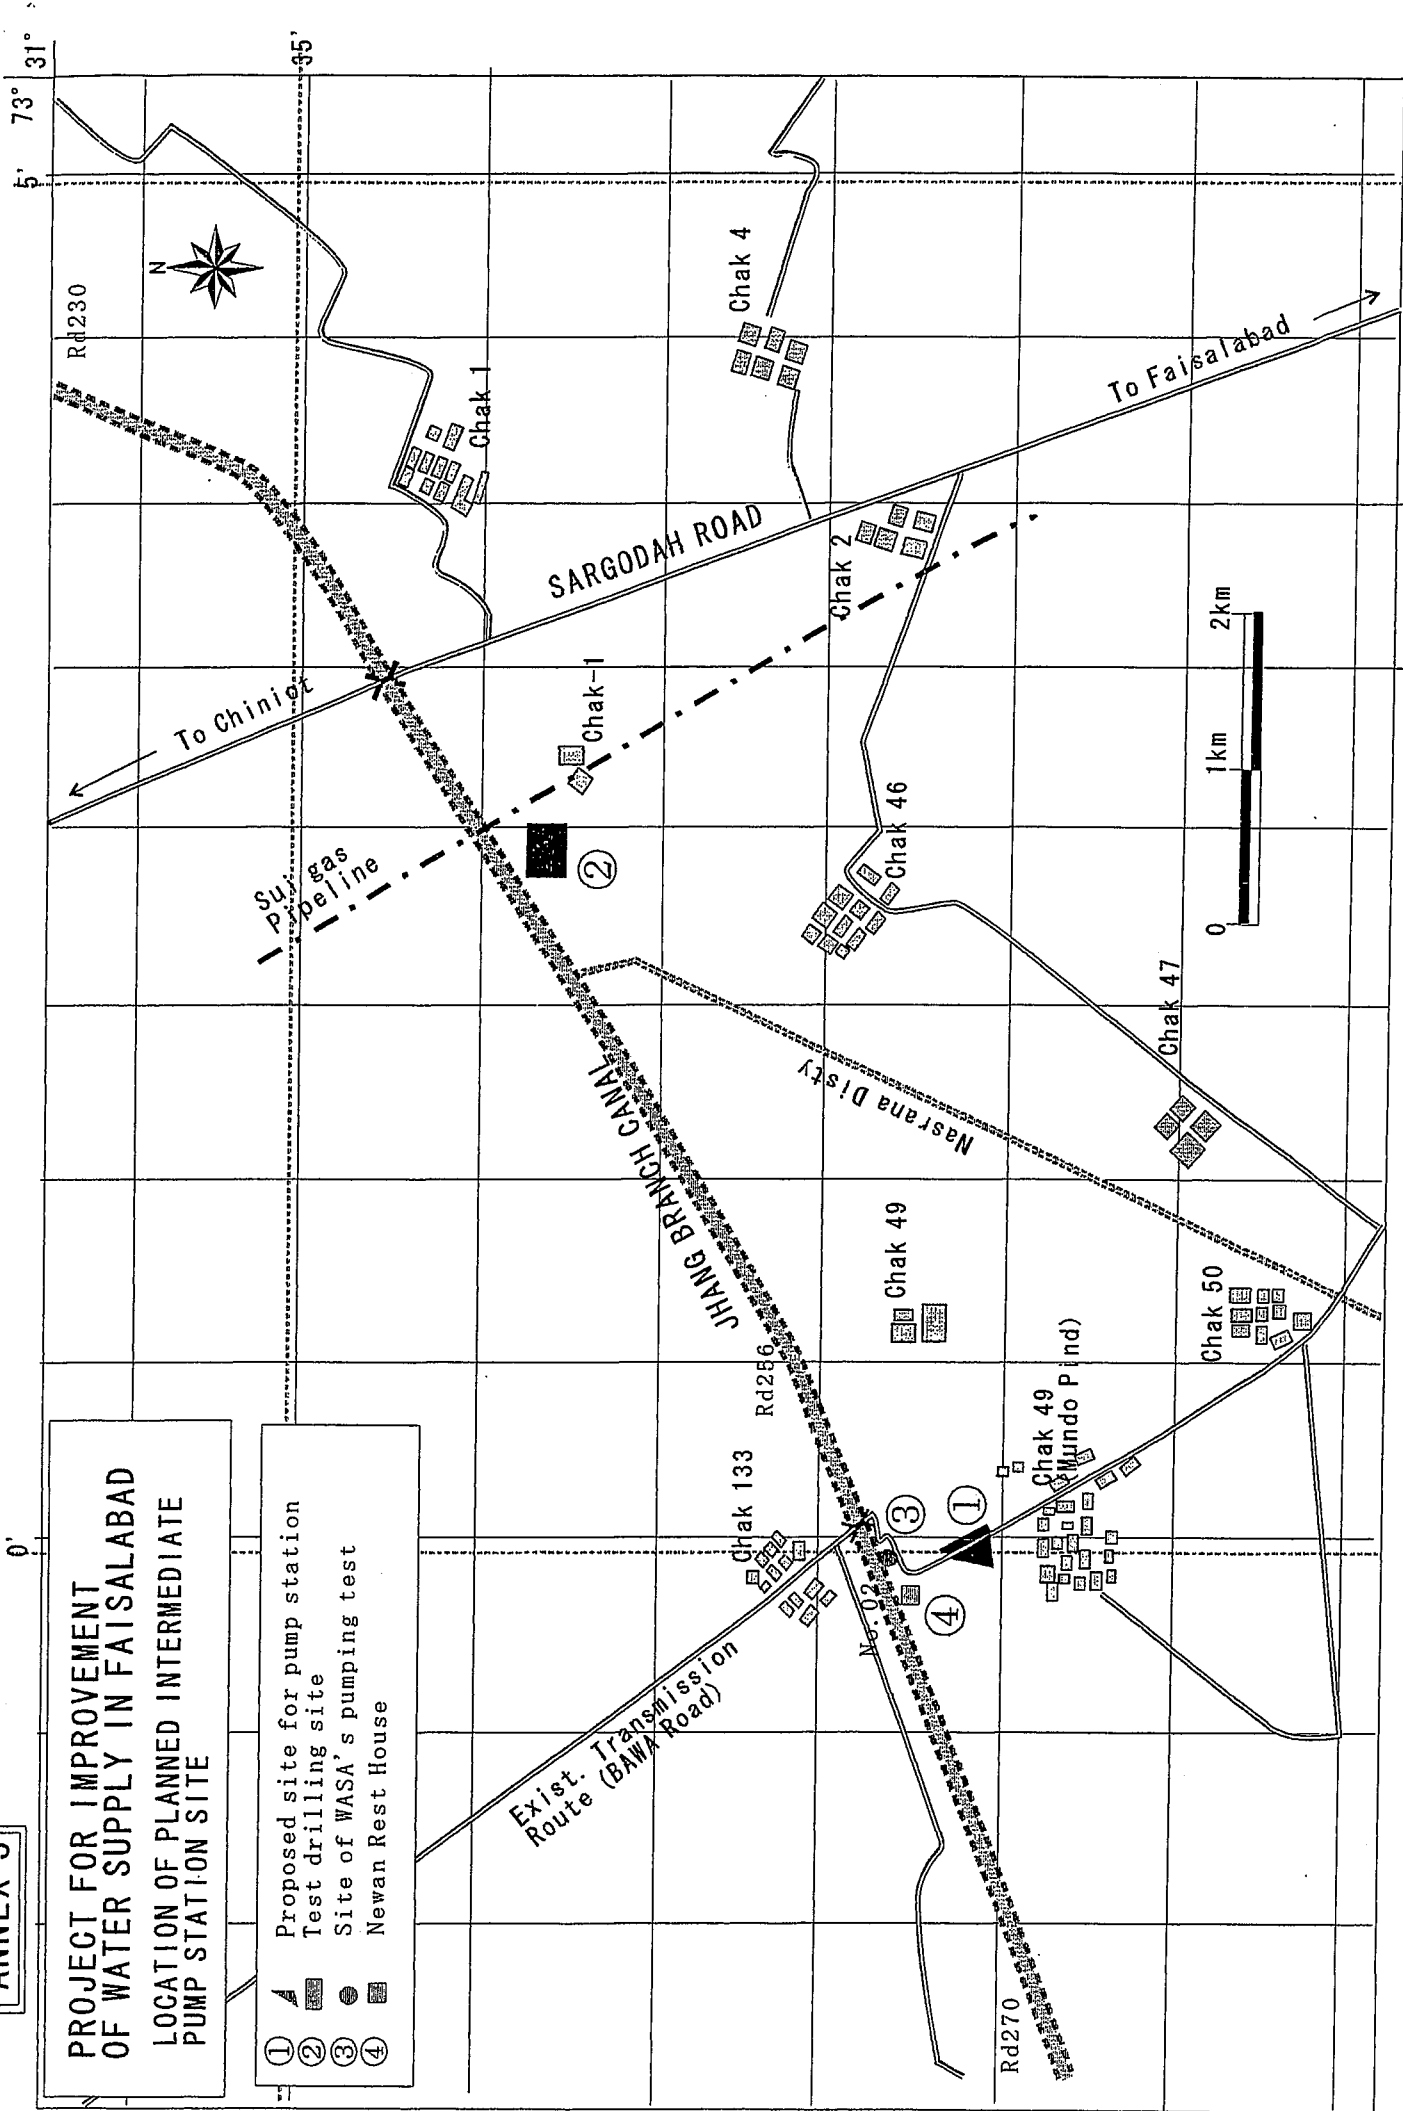 PROJECT FOR IMPROVEMENT
OF WATER SUPPLY IN FAISALABAD
LOCATION OF PLANNED INTERMEDIATE
PUMP STATION SITE
① Proposed site for pump station
② Test drilling site
③ Site of WASA's pumping test
④ Newan Rest House
0'
5'
73°
31°
35'
N
Rd230
To Chiniot
Sui gas
Pipeline
Chak 1
Chak 4
SARGODAH ROAD
Chak-1
②
Chak 2
To Faisalabad
JHANG BRANCH CANAL
Nasrana Disty
Chak 46
Chak 47
Rd256
Chak 49
Chak 50
Chak 133
Chak 49
(Mundo Pind)
③
①
④
No.02
Exist. Transmission
Route (BAWA Road)
Rd270
0
1km
2km